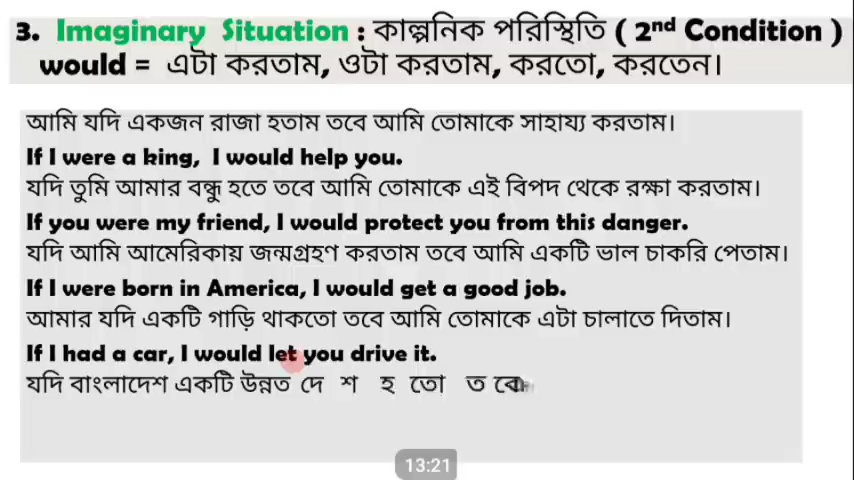 3. Imaginary Situation : কাল্পনিক পরিস্থিতি ( 2nd Condition )
would = এটা করতাম, ওটা করতাম, করতো, করতেন।
আমি যদি একজন রাজা হতাম তবে আমি তোমাকে সাহায্য করতাম।
If I were a king, I would help you.
যদি তুমি আমার বন্ধু হতে তবে আমি তোমাকে এই বিপদ থেকে রক্ষা করতাম।
If you were my friend, I would protect you from this danger.
যদি আমি আমেরিকায় জন্মগ্রহণ করতাম তবে আমি একটি ভাল চাকরি পেতাম।
If I were born in America, I would get a good job.
আমার যদি একটি গাড়ি থাকতো তবে আমি তোমাকে এটা চালাতে দিতাম।
If I had a car, I would let you drive it.
যদি বাংলাদেশ একটি উন্নত দে শ হ তো ত বে
13:21